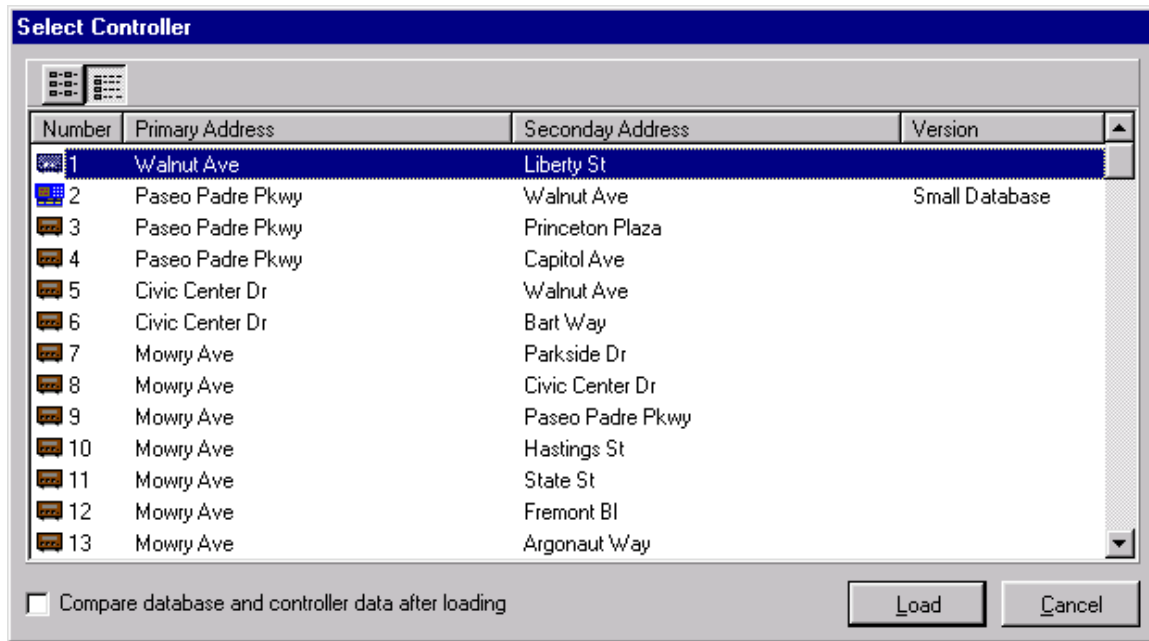 Select Controller
Number Primary Address Seconday Address Version
1 Walnut Ave Liberty St
2 Paseo Padre Pkwy Walnut Ave Small Database
3 Paseo Padre Pkwy Princeton Plaza
4 Paseo Padre Pkwy Capitol Ave
5 Civic Center Dr Walnut Ave
6 Civic Center Dr Bart Way
7 Mowry Ave Parkside Dr
8 Mowry Ave Civic Center Dr
9 Mowry Ave Paseo Padre Pkwy
10 Mowry Ave Hastings St
11 Mowry Ave State St
12 Mowry Ave Fremont Bl
13 Mowry Ave Argonaut Way
Compare database and controller data after loading Load Cancel